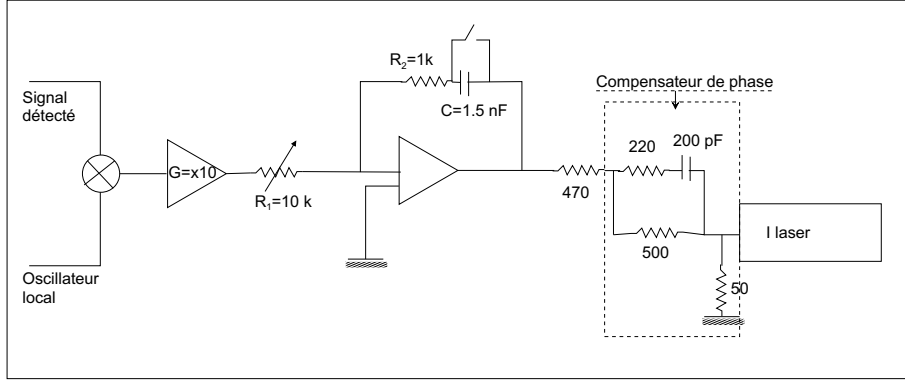 Signal
détecté
G=x10
R₁=10 k
Oscillateur
local
R₂=1k
C=1.5 nF
470
Compensateur de phase
220
200 pF
500
50
I laser